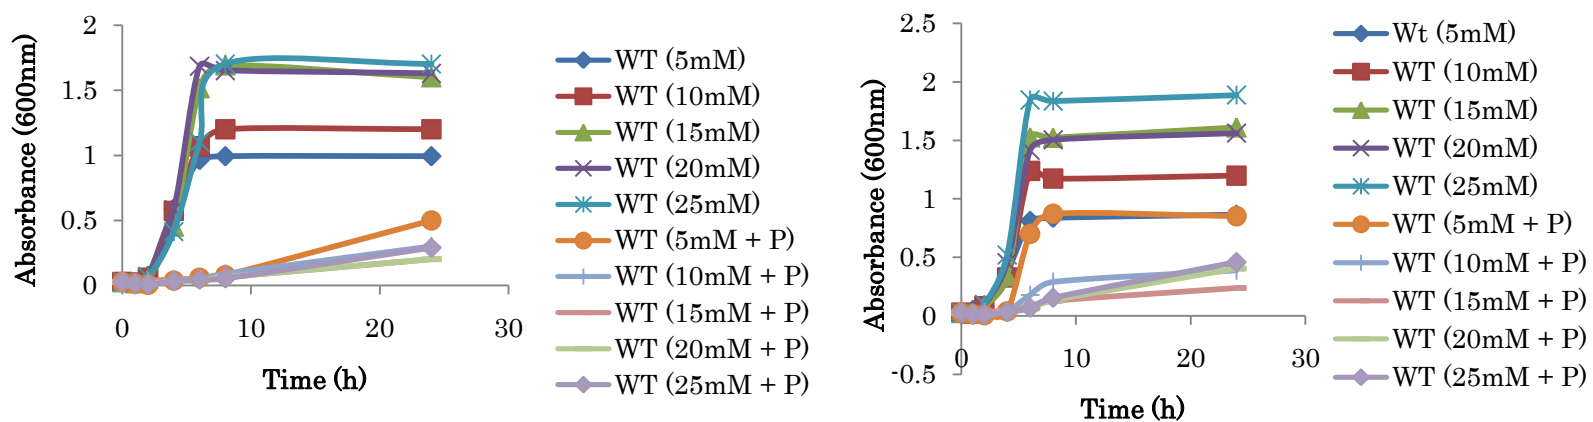 2
1.5
1
0.5
0
0
10
20
30
Absorbance (600nm)
Time (h)
WT (5mM)
WT (10mM)
WT (15mM)
WT (20mM)
WT (25mM)
WT (5mM + P)
WT (10mM + P)
WT (15mM + P)
WT (20mM + P)
WT (25mM + P)
2.5
2
1.5
1
0.5
0
-0.5
0
10
20
30
Absorbance (600nm)
Time (h)
Wt (5mM)
WT (10mM)
WT (15mM)
WT (20mM)
WT (25mM)
WT (5mM + P)
WT (10mM + P)
WT (15mM + P)
WT (20mM + P)
WT (25mM + P)